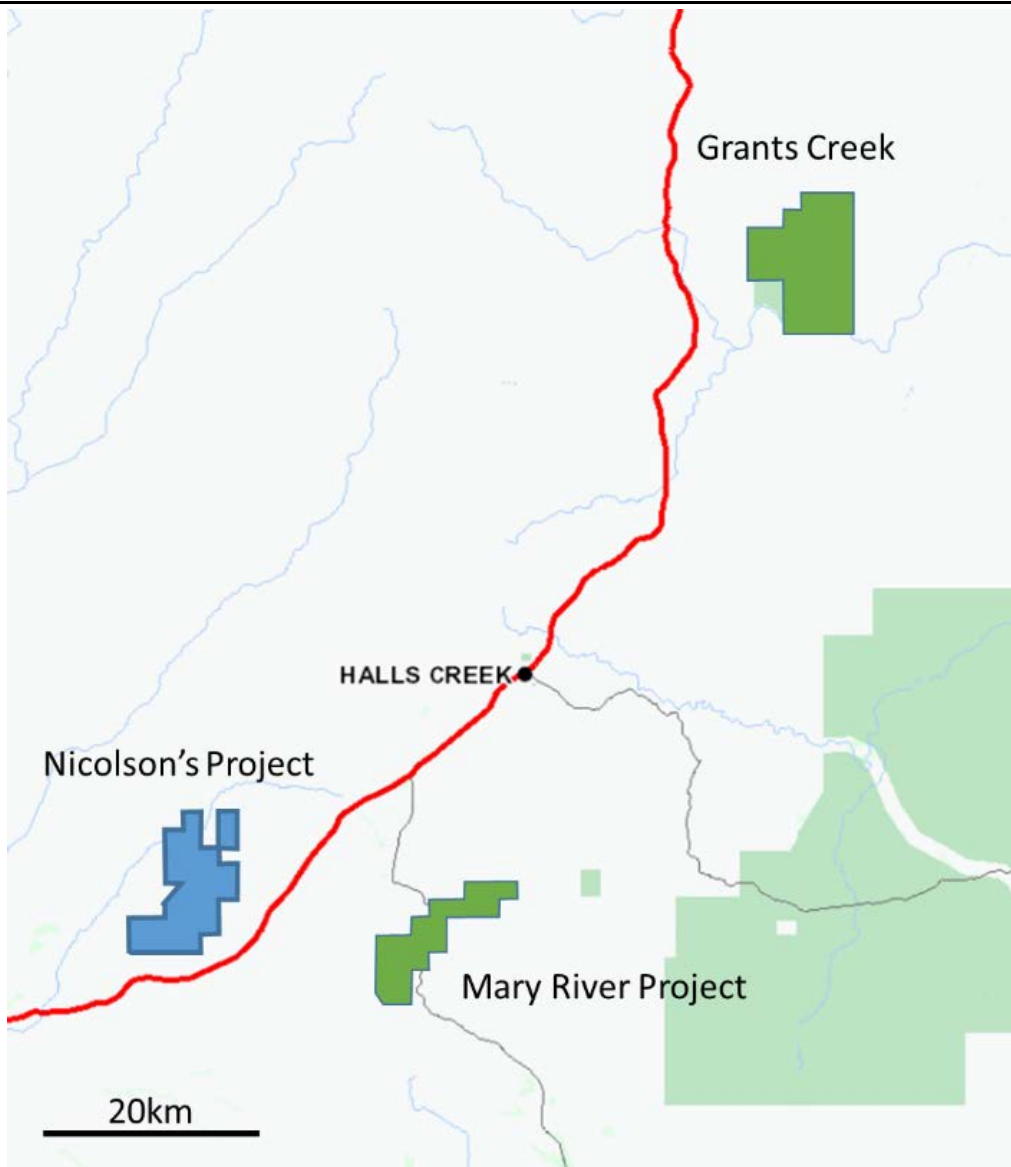 Grants Creek
HALLS CREEK
Nicolson's Project
Mary River Project
20km